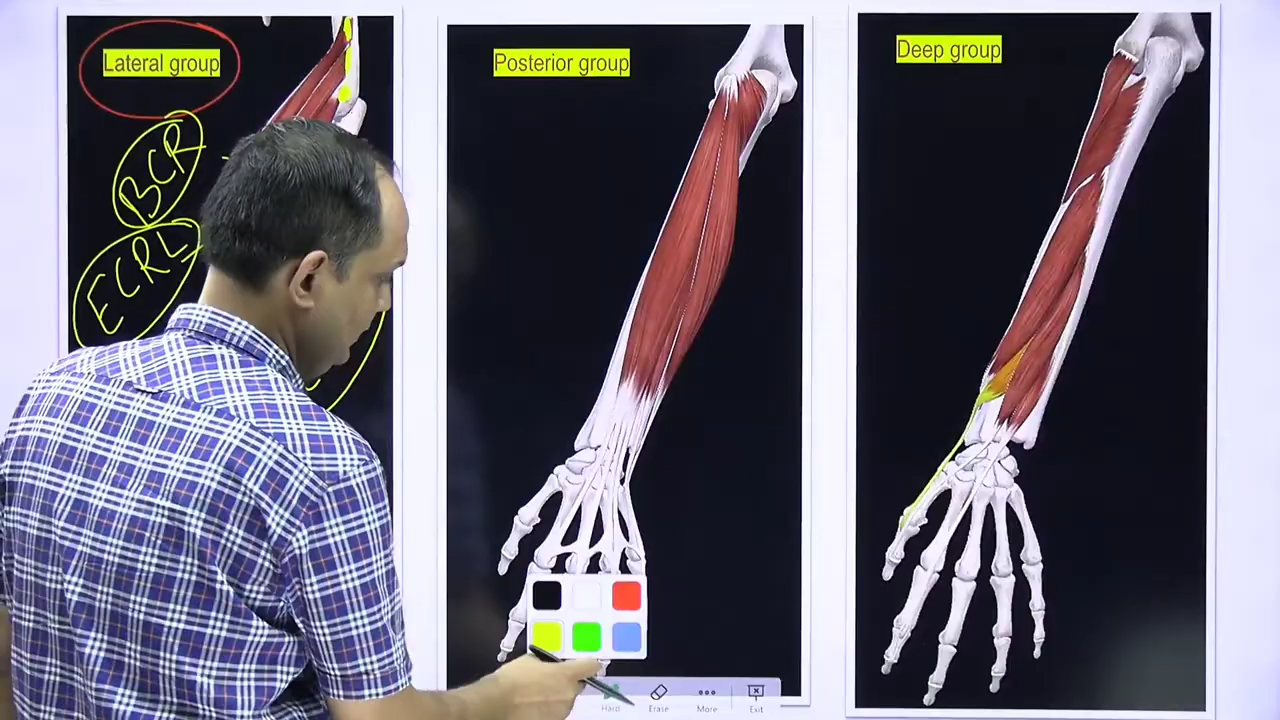 Lateral group
BCR
ECRL
Posterior group
Deep group
Hard
Erase
More
Exit